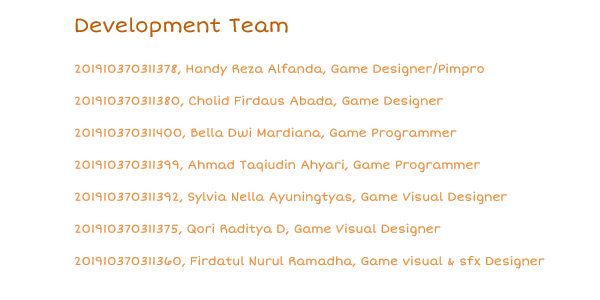 Development Team
201910370311378, Handy Reza Alfanda, Game Designer/Pimpro
201910370311380, Cholid Firdaus Abada, Game Designer
201910370311400, Bella Dwi Mardiana, Game Programmer
201910370311399, Ahmad Taqiudin Ahyari, Game Programmer
201910370311392, Sylvia Nella Ayuningtyas, Game Visual Designer
201910370311375, Qori Raditya D, Game Visual Designer
201910370311360, Firdatul Nurul Ramadha, Game visual & sfx Designer